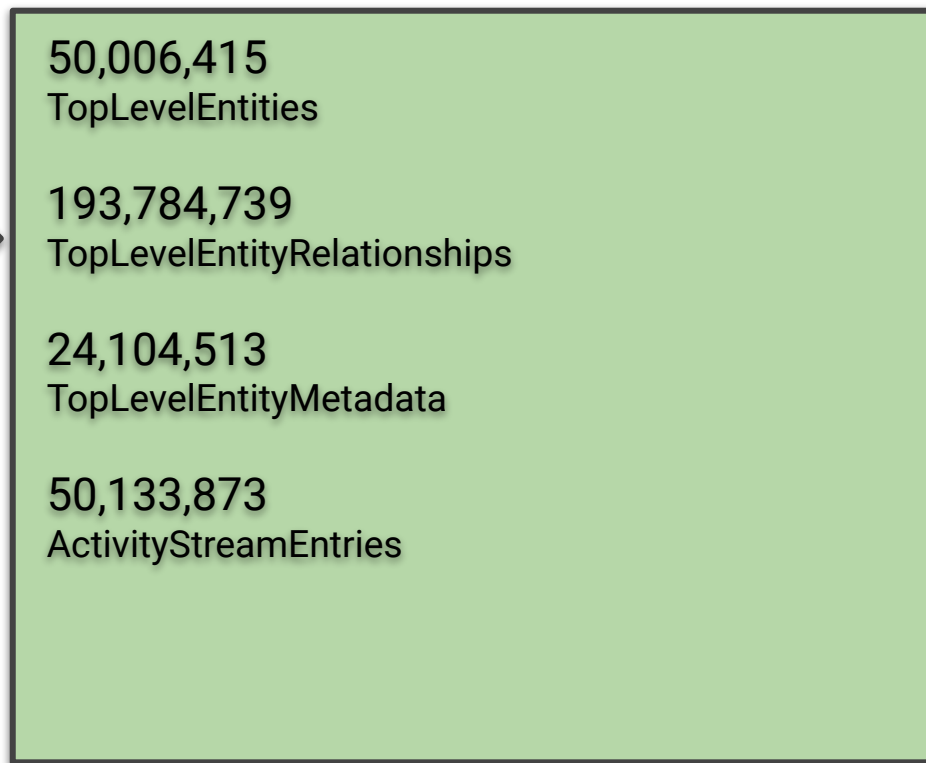 50,006,415
TopLevelEntities
193,784,739
TopLevelEntityRelationships
24,104,513
TopLevelEntityMetadata
50,133,873
ActivityStreamEntries